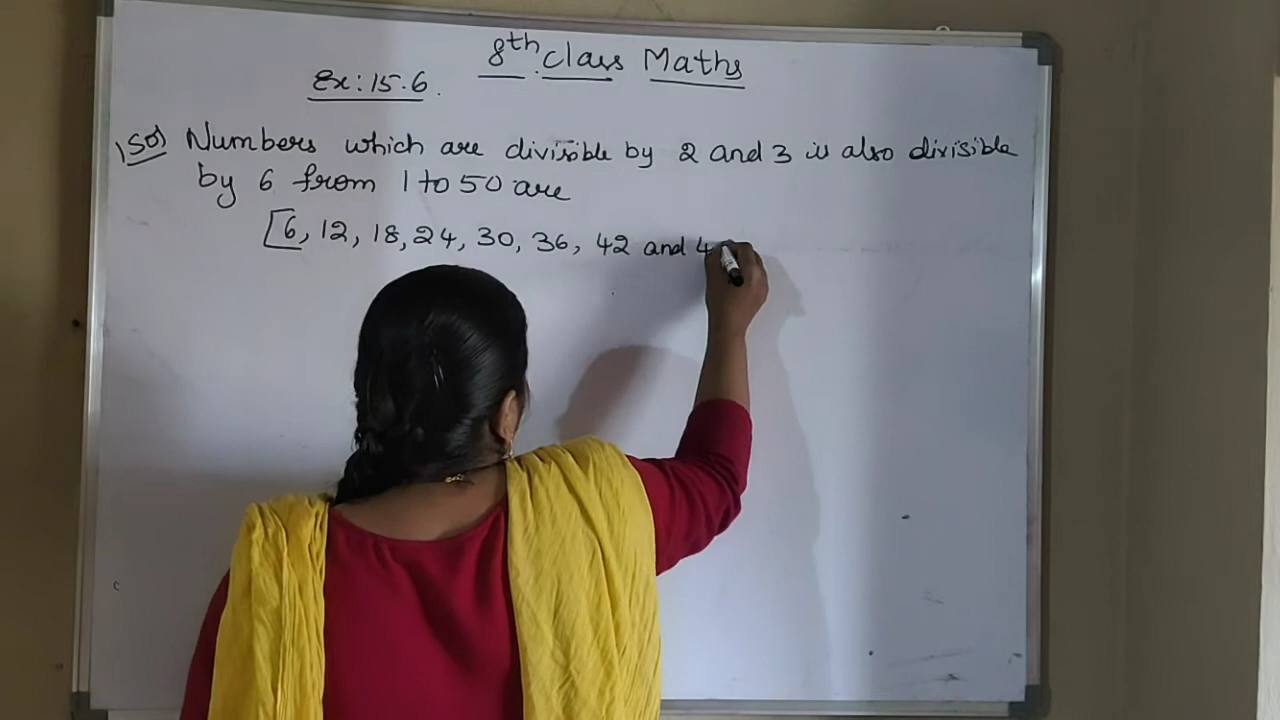 8th class Maths
Ex: 15.6.
1 Sol) Numbers which are divisible by 2 and 3 is also divisible
by 6 from 1 to 50 are
[6, 12, 18, 24, 30, 36, 42 and 4